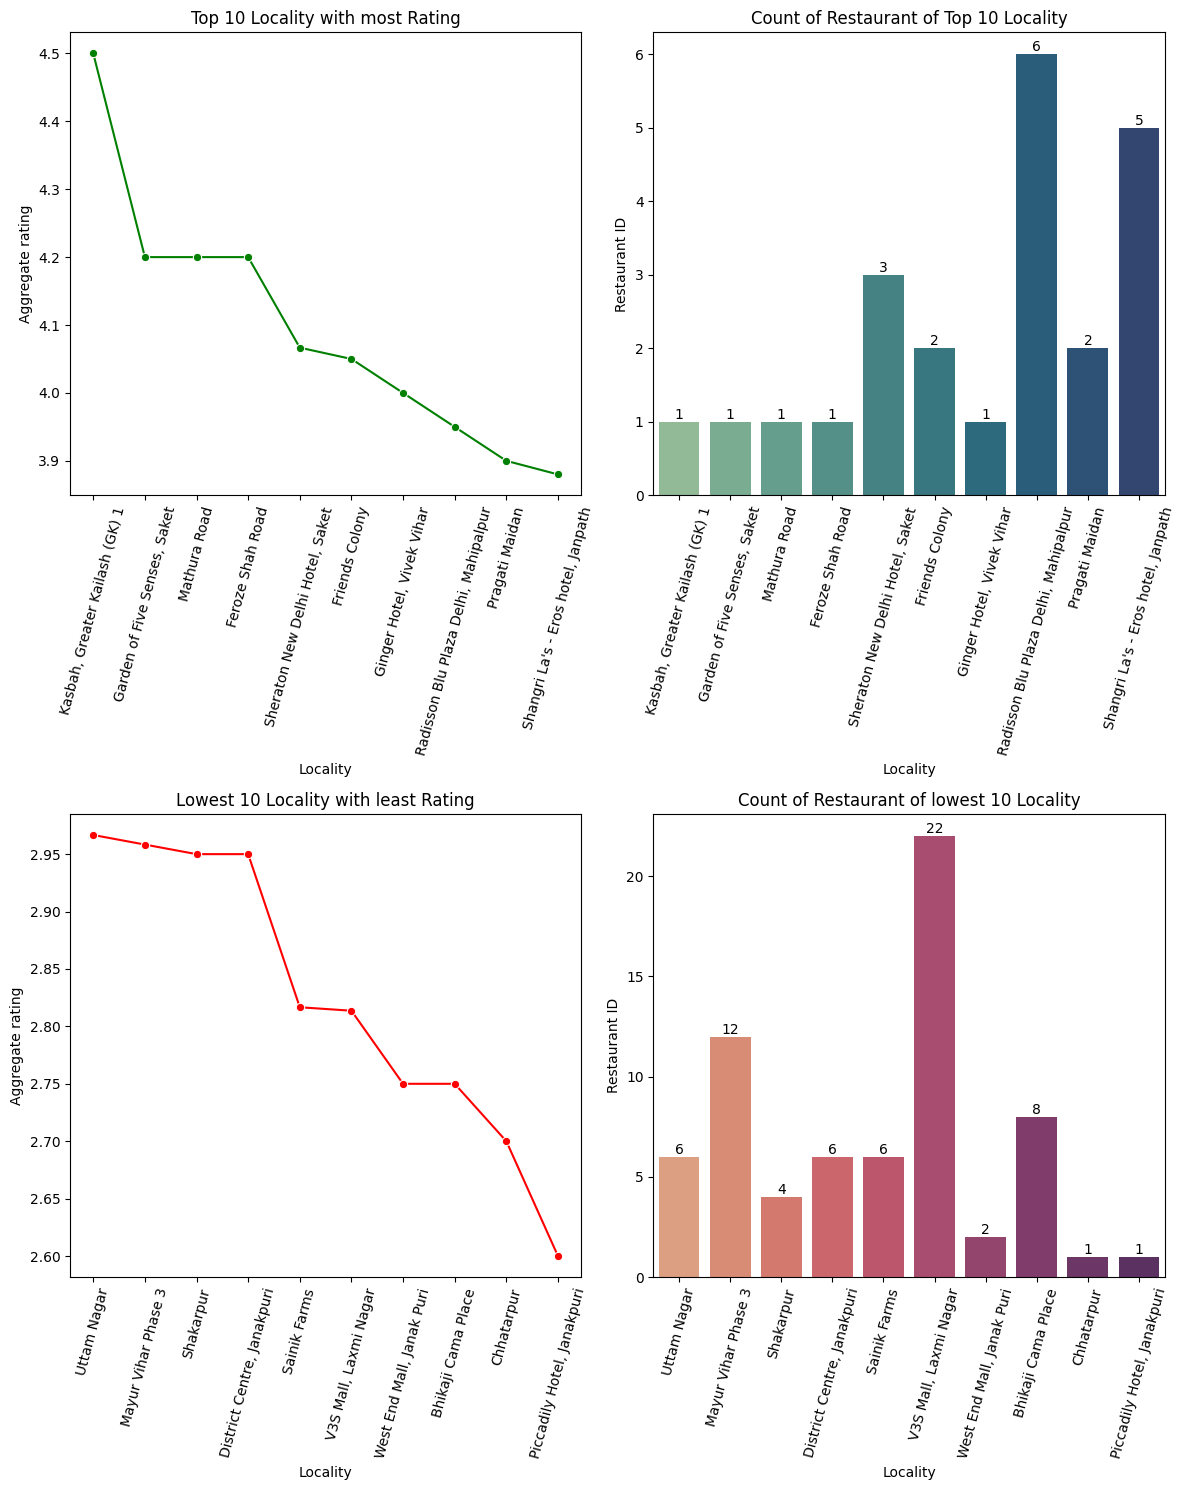 Top 10 Locality with most Rating
Aggregate rating
4.5
4.4
4.3
4.2
4.1
4.0
3.9
Kasbah, Greater Kailash (GK) 1
Garden of Five Senses, Saket
Mathura Road
Feroze Shah Road
Sheraton New Delhi Hotel, Saket
Friends Colony
Ginger Hotel, Vivek Vihar
Radisson Blu Plaza Delhi, Mahipalpur
Pragati Maidan
Shangri La's - Eros hotel, Janpath
Locality
Count of Restaurant of Top 10 Locality
Restaurant ID
6
5
4
3
2
1
0
1
1
1
1
3
2
1
6
2
5
Kasbah, Greater Kailash (GK) 1
Garden of Five Senses, Saket
Mathura Road
Feroze Shah Road
Sheraton New Delhi Hotel, Saket
Friends Colony
Ginger Hotel, Vivek Vihar
Radisson Blu Plaza Delhi, Mahipalpur
Pragati Maidan
Shangri La's - Eros hotel, Janpath
Locality
Lowest 10 Locality with least Rating
Aggregate rating
2.95
2.90
2.85
2.80
2.75
2.70
2.65
2.60
Uttam Nagar
Mayur Vihar Phase 3
Shakarpur
District Centre, Janakpuri
Sainik Farms
V3S Mall, Laxmi Nagar
West End Mall, Janak Puri
Bhikaji Cama Place
Chhatarpur
Piccadily Hotel, Janakpuri
Locality
Count of Restaurant of lowest 10 Locality
Restaurant ID
20
15
10
5
0
6
12
4
6
6
22
2
8
1
1
Uttam Nagar
Mayur Vihar Phase 3
Shakarpur
District Centre, Janakpuri
Sainik Farms
V3S Mall, Laxmi Nagar
West End Mall, Janak Puri
Bhikaji Cama Place
Chhatarpur
Piccadily Hotel, Janakpuri
Locality